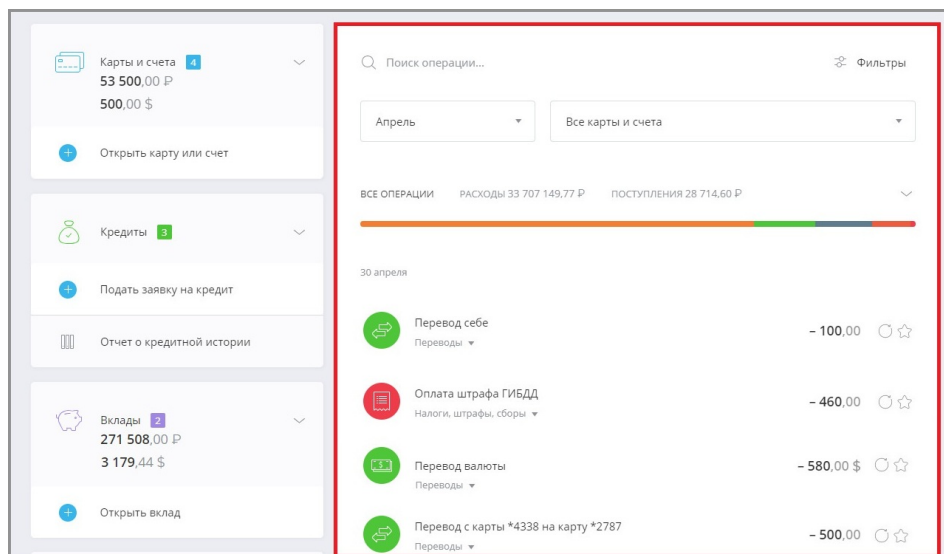 Карты и счета 4
53 500,00 ₽
500,00 $
Открыть карту или счет
Кредиты 3
Подать заявку на кредит
Отчет о кредитной истории
Вклады 2
271 508,00 ₽
3 179,44 $
Открыть вклад
Поиск операции...
Фильтры
Апрель
Все карты и счета
ВСЕ ОПЕРАЦИИ РАСХОДЫ 33 707 149,77 ₽ ПОСТУПЛЕНИЯ 28 714,60 ₽
30 апреля
Перевод себе – 100,00
Переводы
Оплата штрафа ГИБДД – 460,00
Налоги, штрафы, сборы
Перевод валюты – 580,00 $
Переводы
Перевод с карты *4338 на карту *2787 – 500,00
Переводы